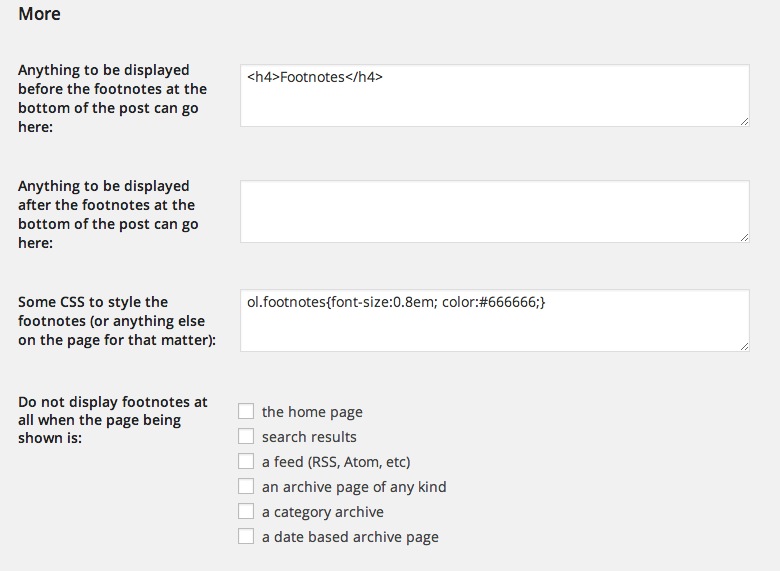 More
Anything to be displayed
before the footnotes at the
bottom of the post can go
here:
<h4>Footnotes</h4>
Anything to be displayed
after the footnotes at the
bottom of the post can go
here:
Some CSS to style the
footnotes (or anything else
on the page for that matter):
ol.footnotes{font-size:0.8em; color:#666666;}
Do not display footnotes at
all when the page being
shown is:
the home page
search results
a feed (RSS, Atom, etc)
an archive page of any kind
a category archive
a date based archive page